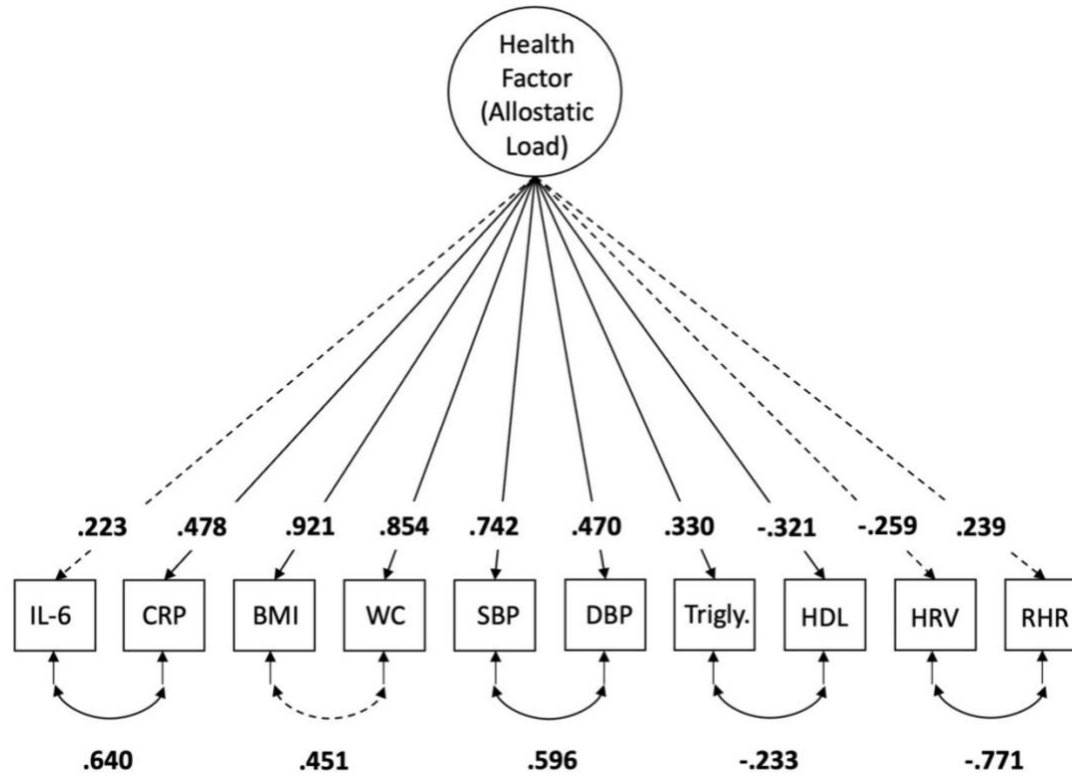 Health
Factor
(Allostatic
Load)
.223 .478 .921 .854 .742 .470 .330 -.321 -.259 .239
IL-6 CRP BMI WC SBP DBP Trigly. HDL HRV RHR
.640 .451 .596 -.233 -.771